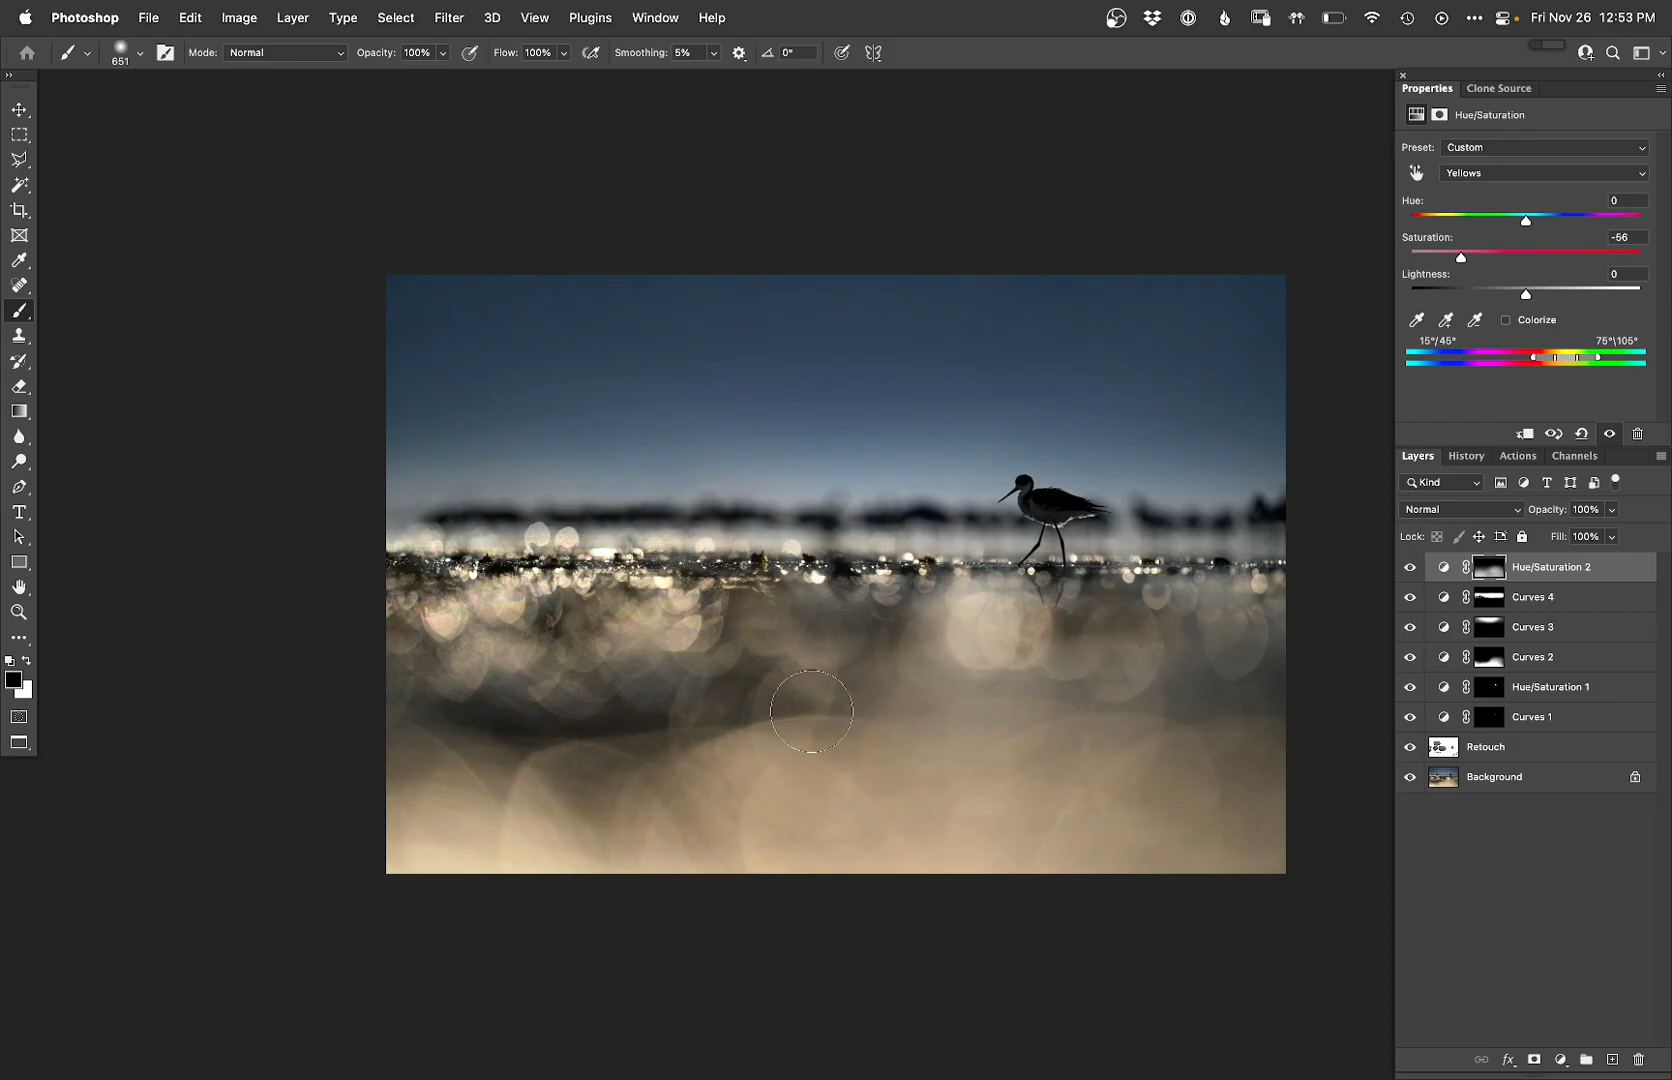 Photoshop File Edit Image Layer Type Select Filter 3D View Plugins Window Help Fri Nov 26 12:53 PM
651 Mode: Normal Opacity: 100% Flow: 100% Smoothing: 5% 0°
Properties Clone Source
Hue/Saturation
Preset: Custom
Yellows
Hue: 0
Saturation: -56
Lightness: 0
Colorize
15°/45° 75°\105°
Layers History Actions Channels
Kind
Normal Opacity: 100%
Lock: Fill: 100%
Hue/Saturation 2
Curves 4
Curves 3
Curves 2
Hue/Saturation 1
Curves 1
Retouch
Background
fx